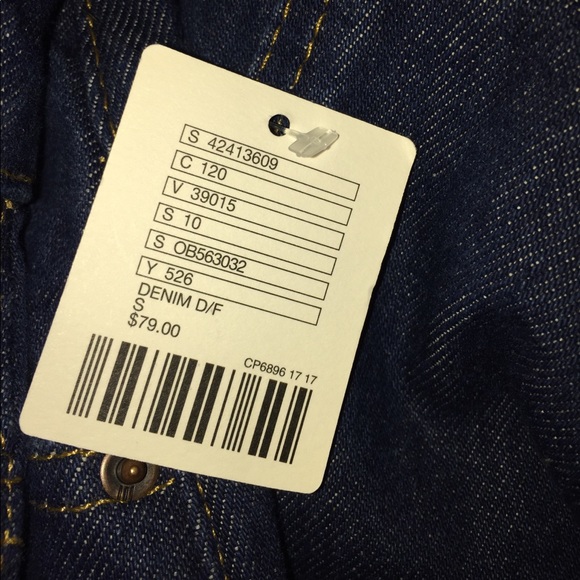 S 42413609
C 120
V 39015
S 10
S OB563032
Y 526
DENIM D/F
S
$79.00
CP6896 17 17